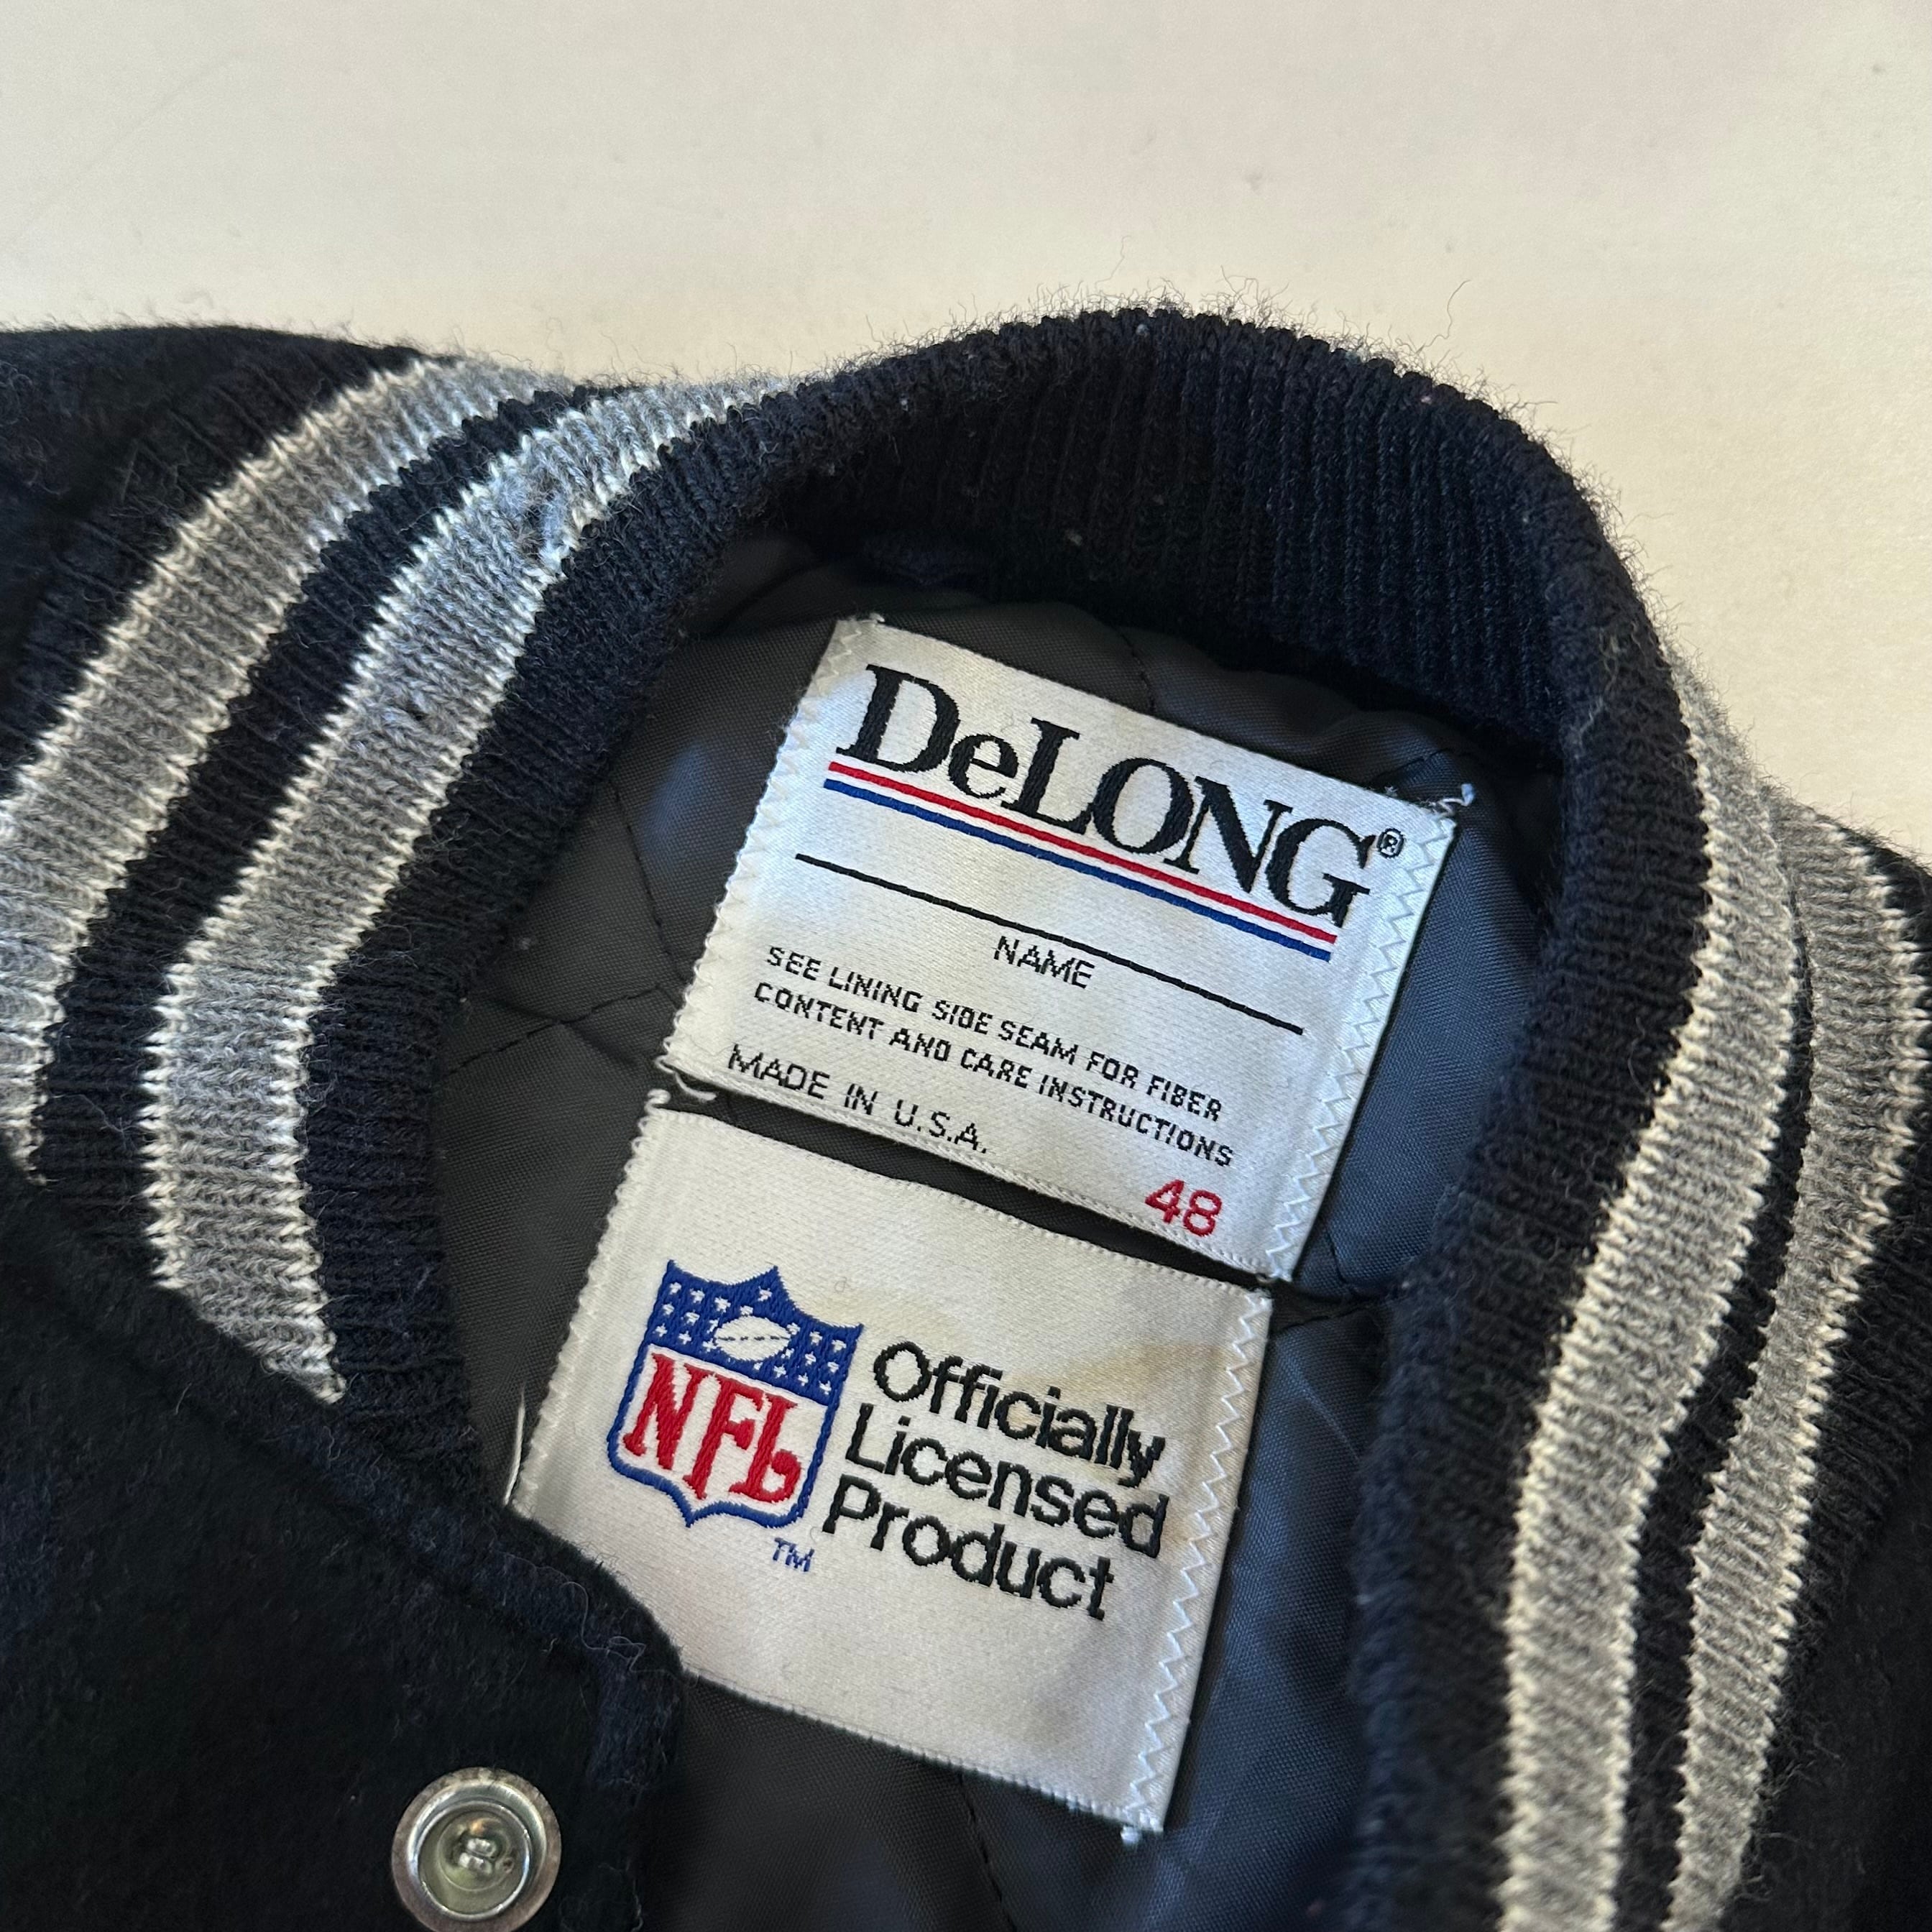 DeLONG®
NAME
SEE LINING SIDE SEAM FOR FIBER
CONTENT AND CARE INSTRUCTIONS
MADE IN U.S.A.
48
NFL
TM
Officially
Licensed
Product